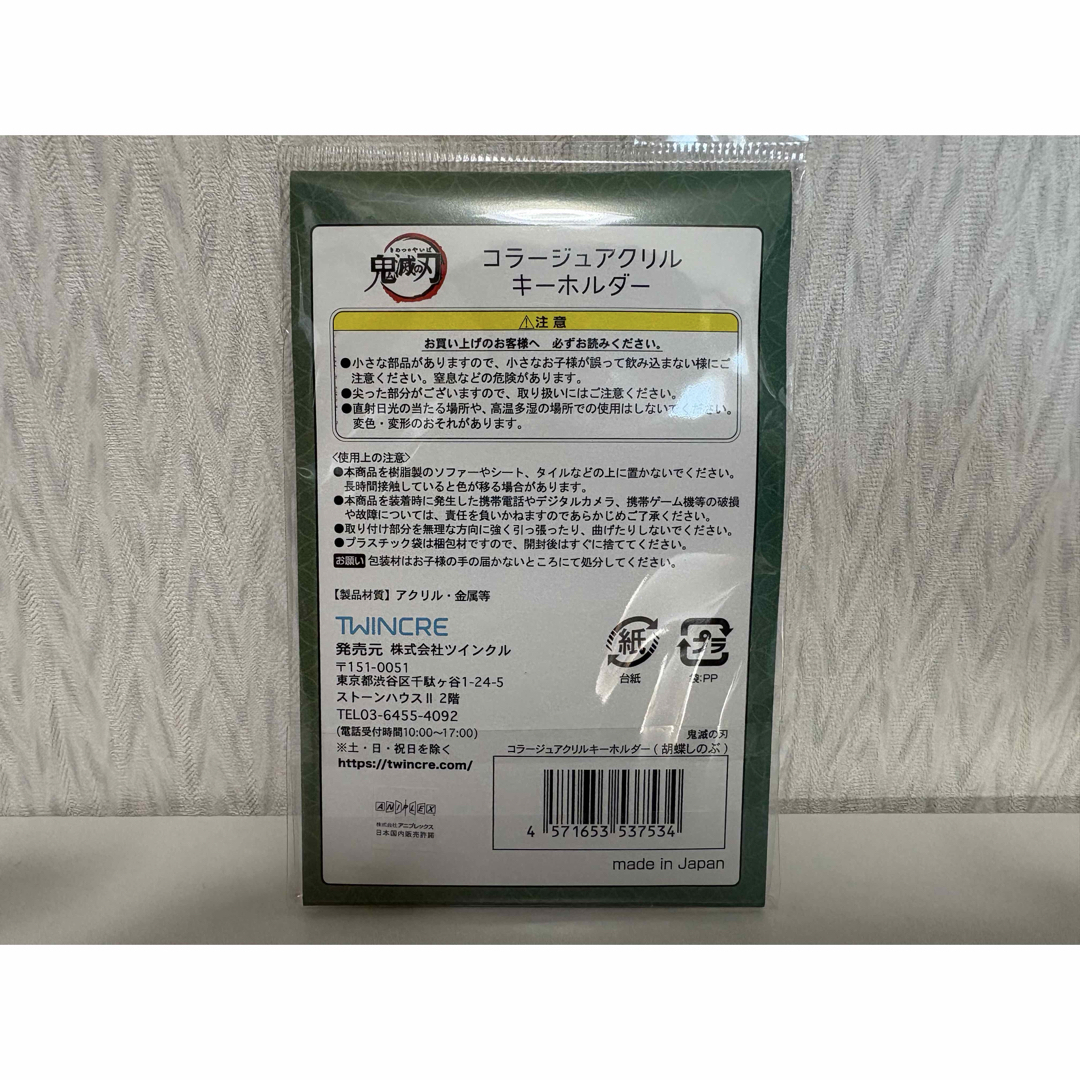 きめつのやいば
鬼滅の刃
コラージュアクリル
キーホルダー
⚠注意
お買い上げのお客様へ 必ずお読みください。
●小さな部品がありますので、小さなお子様が誤って飲み込まない様にご
注意ください。窒息などの危険があります。
●尖った部分がございますので、取り扱いにはご注意ください。
●直射日光の当たる場所や、高温多湿の場所での使用はしないでください。
変色・変形のおそれがあります。
〈使用上の注意〉
●本商品を樹脂製のソファーやシート、タイルなどの上に置かないでください。
長時間接触していると色が移る場合があります。
●本商品を装着時に発生した携帯電話やデジタルカメラ、携帯ゲーム機等の破損
や故障については、責任を負いかねますのであらかじめご了承ください。
●取り付け部分を無理な方向に強く引っ張ったり、曲げたりしないでください。
●プラスチック袋は梱包材ですので、開封後はすぐに捨ててください。
お願い 包装材はお子様の手の届かないところにて処分してください。
【製品材質】アクリル・金属等
TWINCRE
発売元 株式会社ツインクル
〒151-0051
東京都渋谷区千駄ヶ谷1-24-5
ストーンハウスⅡ 2階
TEL03-6455-4092
(電話受付時間10:00～17:00)
※土・日・祝日を除く
https://twincre.com/
紙
台紙
プラ
袋:PP
鬼滅の刃
コラージュアクリルキーホルダー(胡蝶しのぶ)
4 571653 537534
made in Japan
ANIPLEX
株式会社アニプレックス
日本国内販売許諾